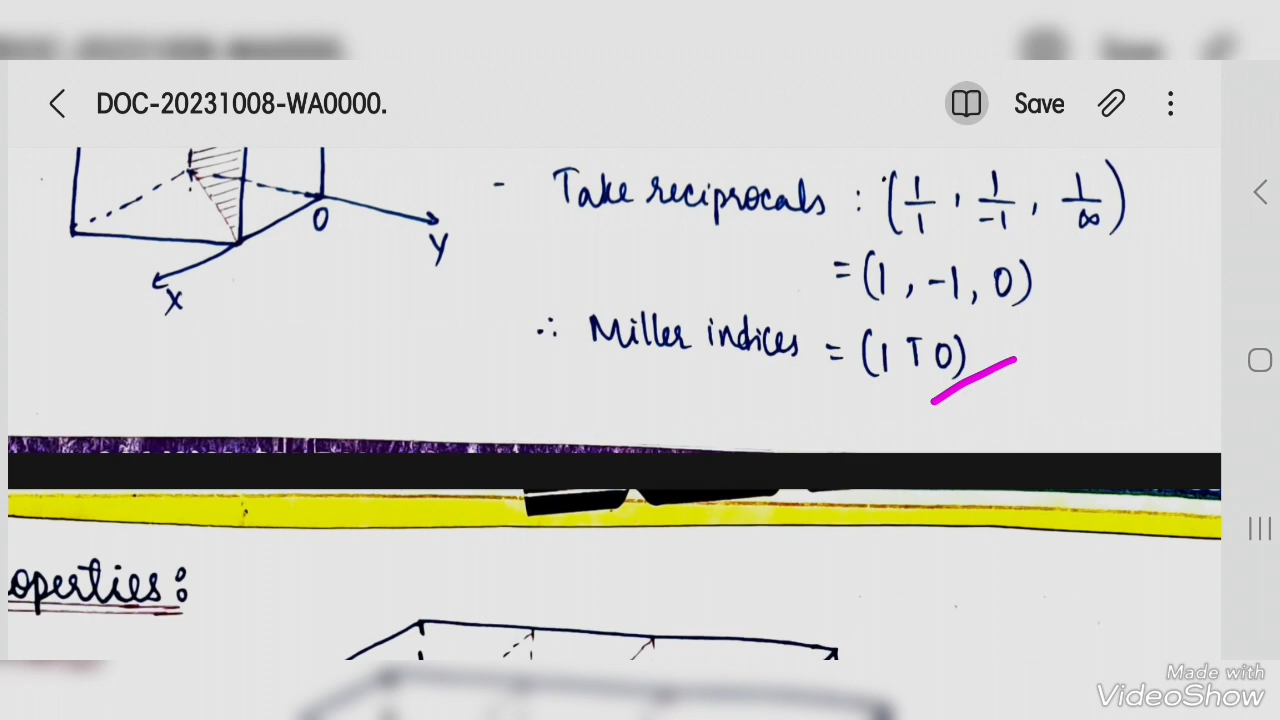 DOC-20231008-WA0000.
Save
Take reciprocals : (1/1, 1/-1, 1/∞)
O
Y
= (1, -1, 0)
X
∴ Miller indices = (1 1̅ 0)
operties:
Made with
VideoShow